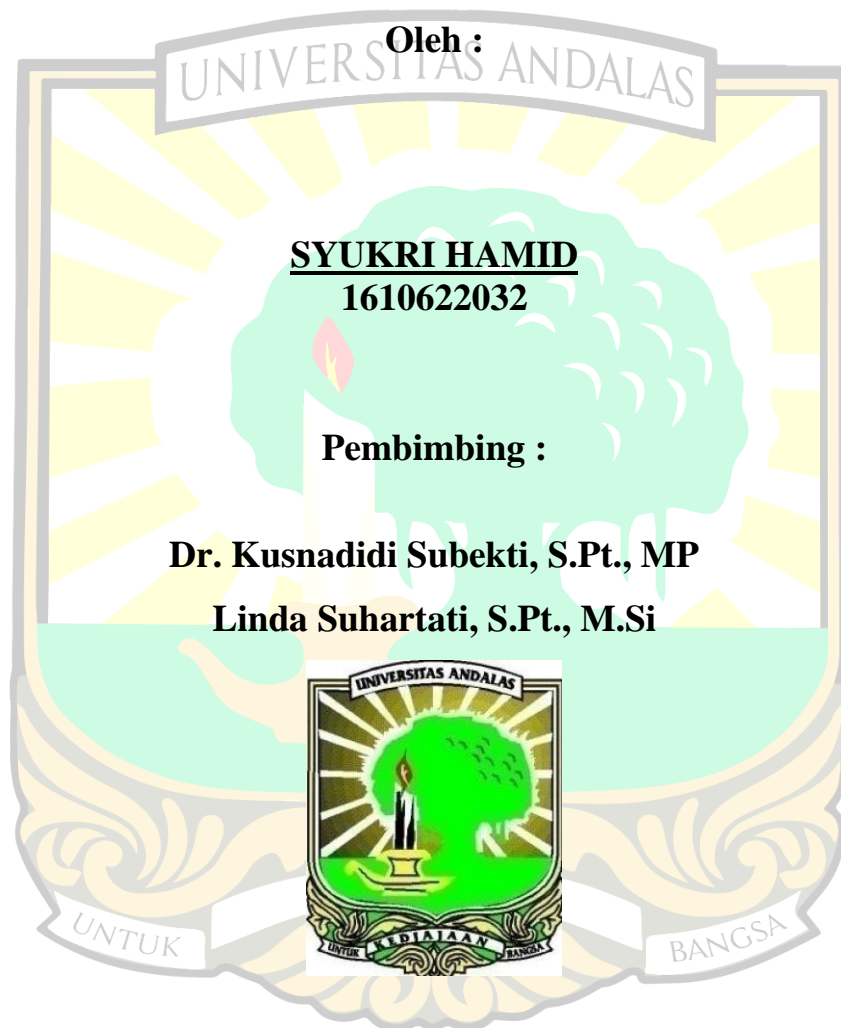 Oleh :
UNIVERSITAS ANDALAS
SYUKRI HAMID
1610622032
Pembimbing :
Dr. Kusnadidi Subekti, S.Pt., MP
Linda Suhartati, S.Pt., M.Si
UNIVERSITAS ANDALAS
UNTUK KEDJAJAAN BANGSA
UNTUK BANGSA